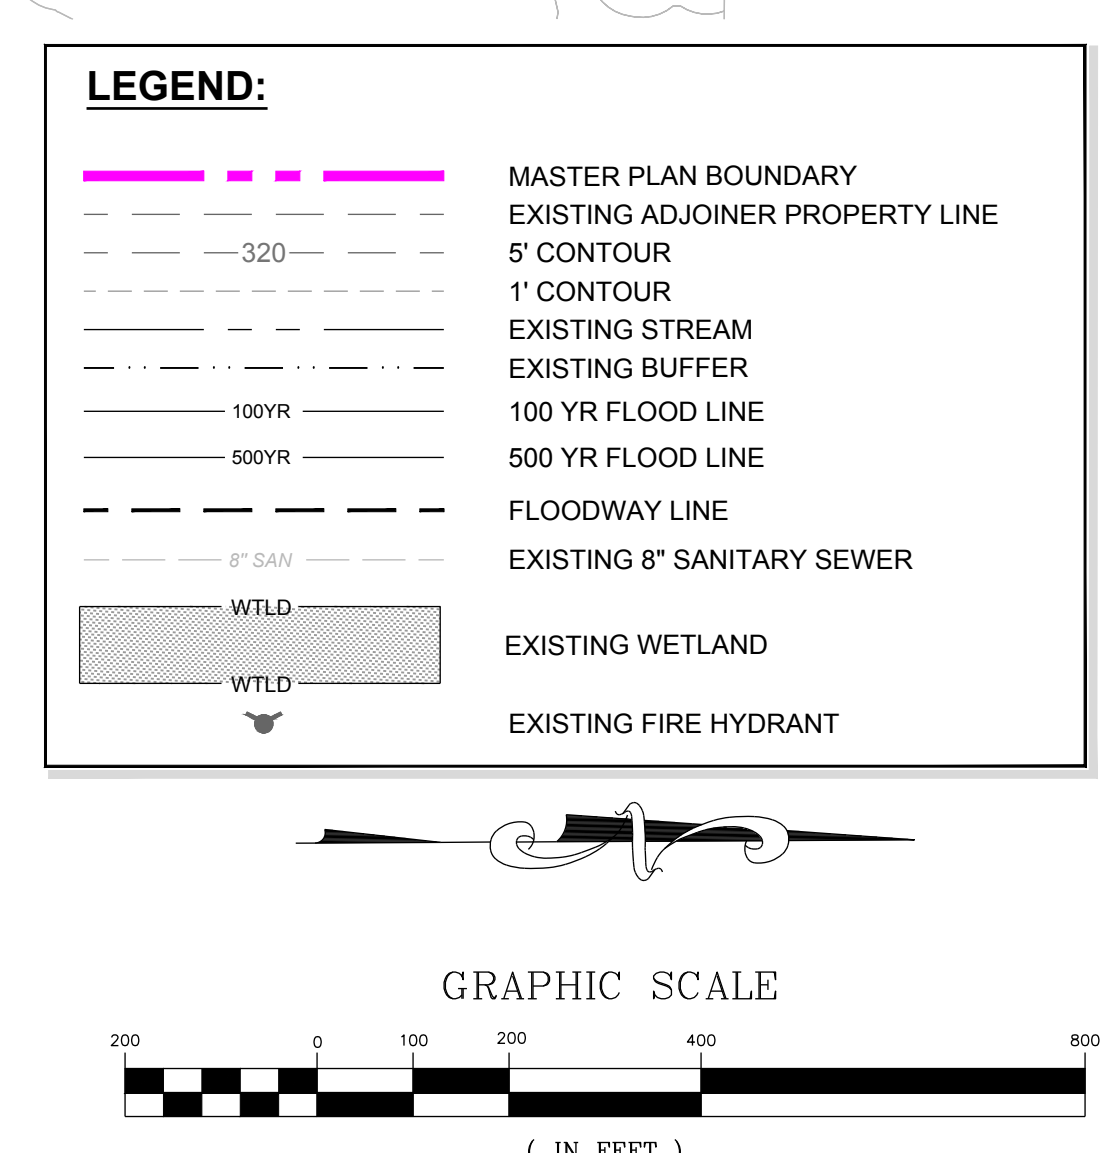 LEGEND:
MASTER PLAN BOUNDARY
EXISTING ADJOINER PROPERTY LINE
320 5' CONTOUR
1' CONTOUR
EXISTING STREAM
EXISTING BUFFER
100YR 100 YR FLOOD LINE
500YR 500 YR FLOOD LINE
FLOODWAY LINE
8" SAN EXISTING 8" SANITARY SEWER
WTLD
EXISTING WETLAND
WTLD
EXISTING FIRE HYDRANT
N
GRAPHIC SCALE
200 0 100 200 400 800
( IN FEET )